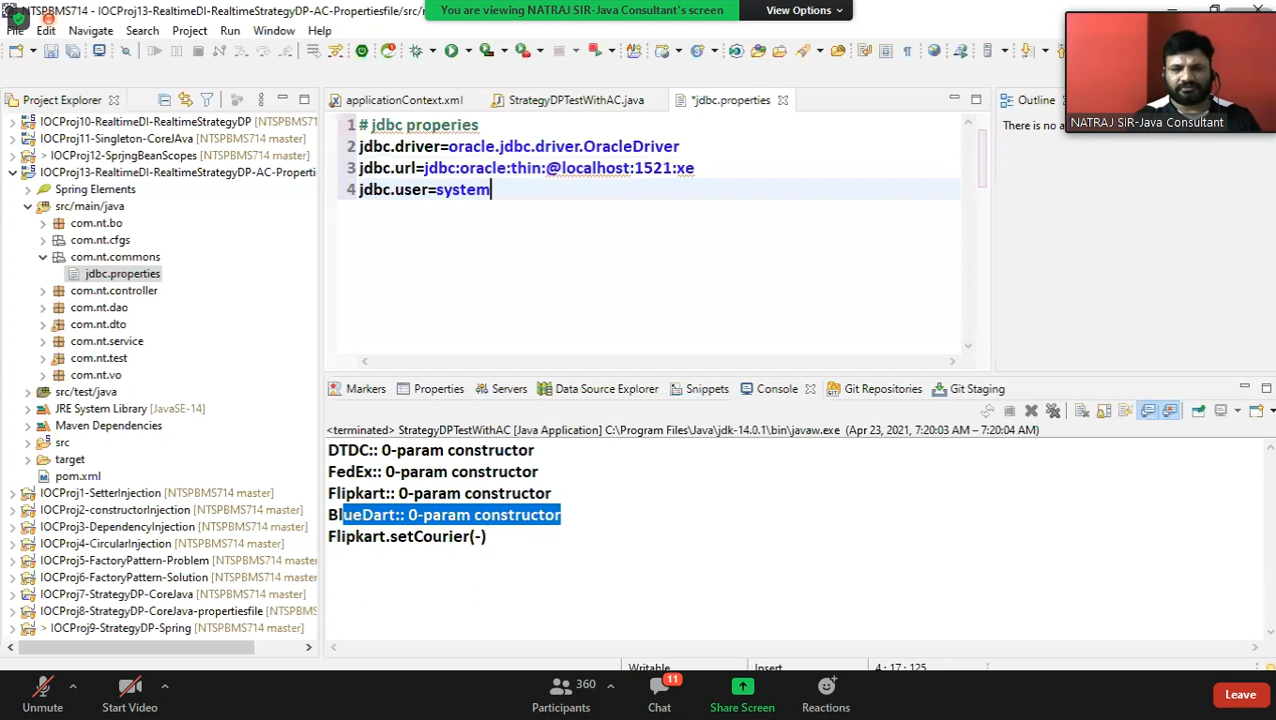 NTSPBMS714 - IOCProj13-RealtimeDI-RealtimeStrategyDP-AC-Propertiesfile/src/m
You are viewing NATRAJ SIR-Java Consultant's screen
View Options
File Edit Navigate Search Project Run Window Help
Project Explorer
applicationContext.xml
StrategyDPTestWithAC.java
*jdbc.properties
Outline
There is no a
NATRAJ SIR-Java Consultant
IOCProj10-RealtimeDI-RealtimeStrategyDP [NTSPBMS714
IOCProj11-Singleton-CoreJAva [NTSPBMS714 master]
> IOCProj12-SprjngBeanScopes [NTSPBMS714 master]
IOCProj13-RealtimeDI-RealtimeStrategyDP-AC-Properti
Spring Elements
src/main/java
com.nt.bo
com.nt.cfgs
com.nt.commons
jdbc.properties
com.nt.controller
com.nt.dao
com.nt.dto
com.nt.service
com.nt.test
com.nt.vo
src/test/java
JRE System Library [JavaSE-14]
Maven Dependencies
src
target
pom.xml
IOCProj1-SetterInjection [NTSPBMS714 master]
IOCProj2-constructorInjection [NTSPBMS714 master]
IOCProj3-DependencyInjection [NTSPBMS714 master]
IOCProj4-CircularInjection [NTSPBMS714 master]
IOCProj5-FactoryPattern-Problem [NTSPBMS714 master]
IOCProj6-FactoryPattern-Solution [NTSPBMS714 master]
IOCProj7-StrategyDP-CoreJava [NTSPBMS714 master]
IOCProj8-StrategyDP-CoreJava-propertiesfile [NTSPBMS
> IOCProj9-StrategyDP-Spring [NTSPBMS714 master]
1 # jdbc properies
2 jdbc.driver=oracle.jdbc.driver.OracleDriver
3 jdbc.url=jdbc:oracle:thin:@localhost:1521:xe
4 jdbc.user=system
Markers Properties Servers Data Source Explorer Snippets Console Git Repositories Git Staging
<terminated> StrategyDPTestWithAC [Java Application] C:\Program Files\Java\jdk-14.0.1\bin\javaw.exe (Apr 23, 2021, 7:20:03 AM – 7:20:04 AM)
DTDC:: 0-param constructor
FedEx:: 0-param constructor
Flipkart:: 0-param constructor
BlueDart:: 0-param constructor
Flipkart.setCourier(-)
Writable Insert 4 : 17 : 125
Unmute
Start Video
360
Participants
11
Chat
Share Screen
Reactions
Leave